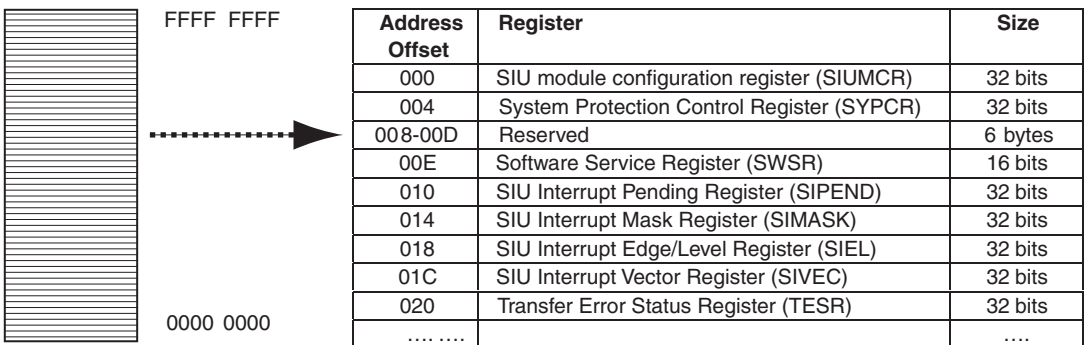 FFFF FFFF
0000 0000
Address Offset Register Size
000 SIU module configuration register (SIUMCR) 32 bits
004 System Protection Control Register (SYPCR) 32 bits
008-00D Reserved 6 bytes
00E Software Service Register (SWSR) 16 bits
010 SIU Interrupt Pending Register (SIPEND) 32 bits
014 SIU Interrupt Mask Register (SIMASK) 32 bits
018 SIU Interrupt Edge/Level Register (SIEL) 32 bits
01C SIU Interrupt Vector Register (SIVEC) 32 bits
020 Transfer Error Status Register (TESR) 32 bits
.... .... ....